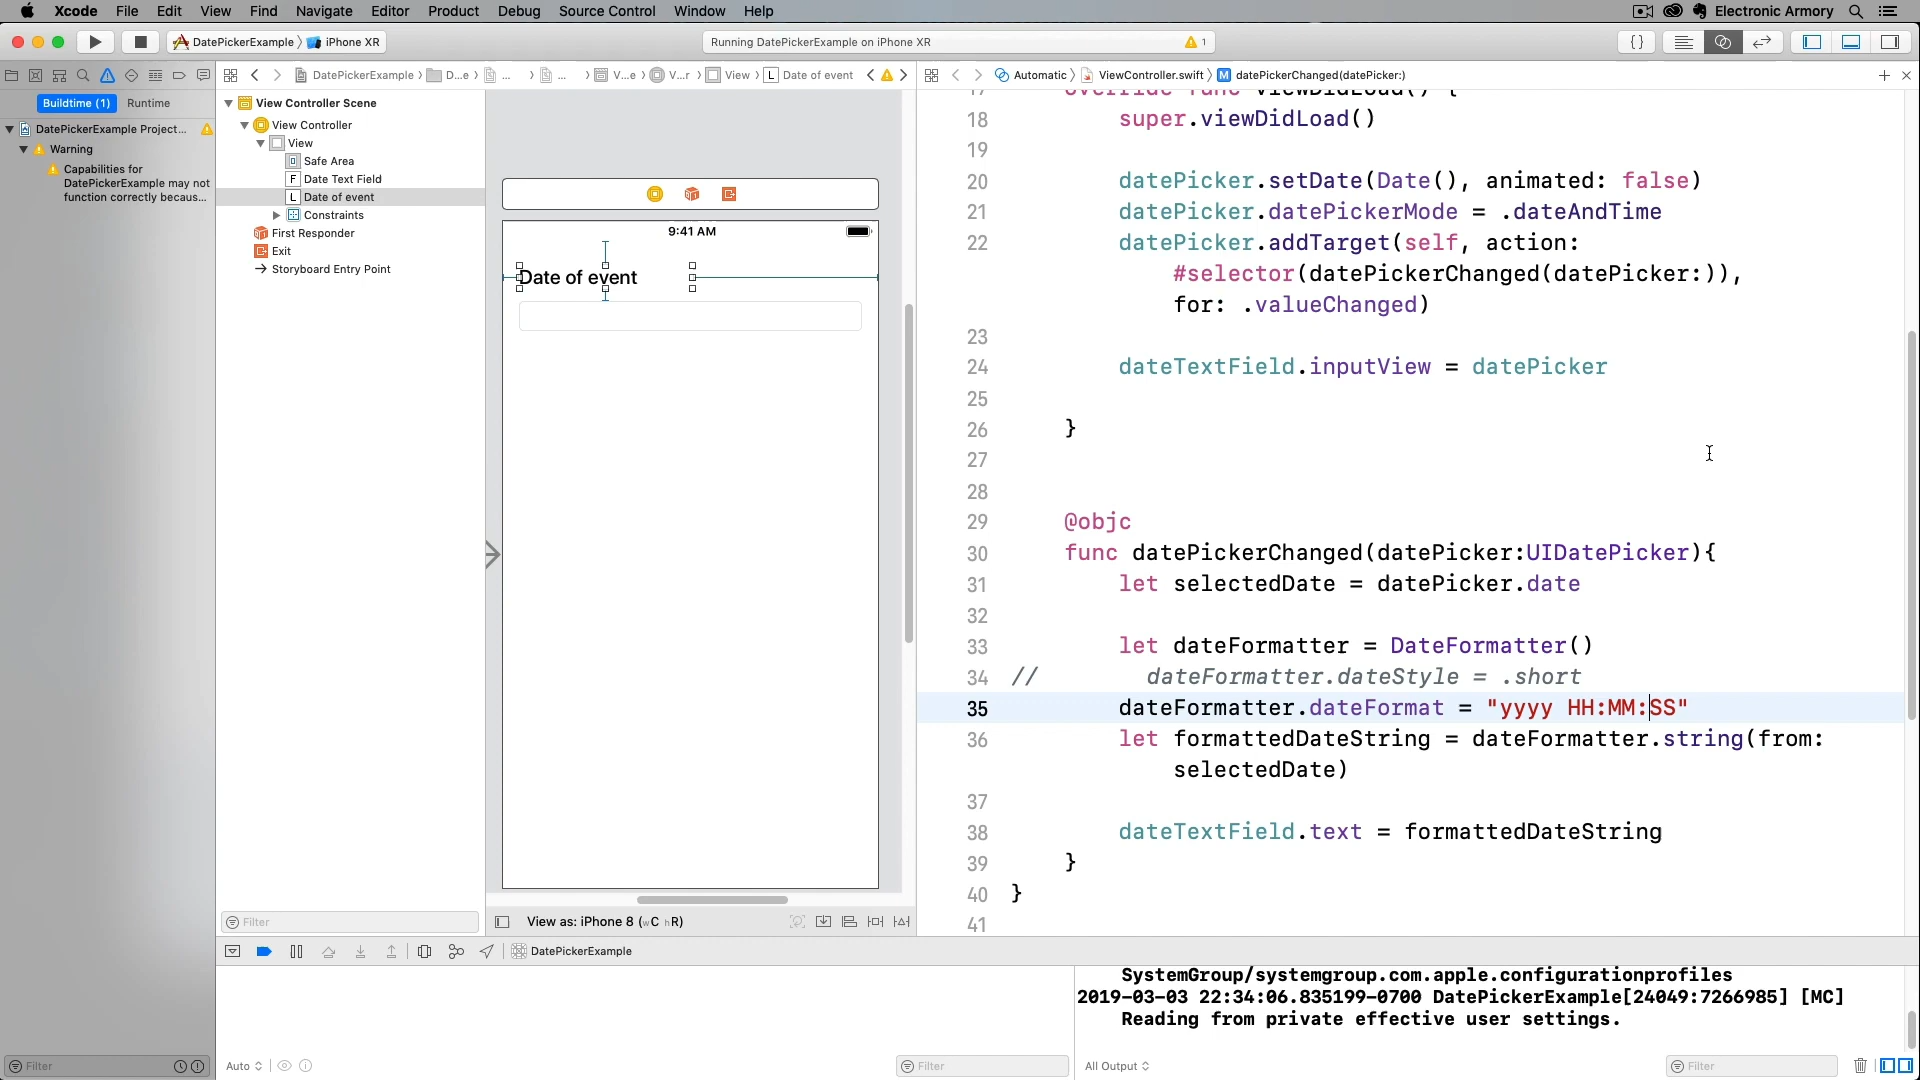 Xcode File Edit View Find Navigate Editor Product Debug Source Control Window Help Electronic Armory
DatePickerExample iPhone XR Running DatePickerExample on iPhone XR 1
DatePickerExample D...e ... ... V...e V...r View L Date of event
Automatic ViewController.swift M datePickerChanged(datePicker:)
Buildtime (1) Runtime
DatePickerExample Project...
Warning
Capabilities for
DatePickerExample may not
function correctly becaus...
View Controller Scene
View Controller
View
Safe Area
F Date Text Field
L Date of event
Constraints
First Responder
Exit
Storyboard Entry Point
9:41 AM
Date of event
17 override func viewDidLoad() {
18 super.viewDidLoad()
19
20 datePicker.setDate(Date(), animated: false)
21 datePicker.datePickerMode = .dateAndTime
22 datePicker.addTarget(self, action:
#selector(datePickerChanged(datePicker:)),
for: .valueChanged)
23
24 dateTextField.inputView = datePicker
25
26 }
27
28
29 @objc
30 func datePickerChanged(datePicker:UIDatePicker){
31 let selectedDate = datePicker.date
32
33 let dateFormatter = DateFormatter()
34 // dateFormatter.dateStyle = .short
35 dateFormatter.dateFormat = "yyyy HH:MM:SS"
36 let formattedDateString = dateFormatter.string(from:
selectedDate)
37
38 dateTextField.text = formattedDateString
39 }
40 }
41
Filter
View as: iPhone 8 (wC hR)
DatePickerExample
SystemGroup/systemgroup.com.apple.configurationprofiles
2019-03-03 22:34:06.835199-0700 DatePickerExample[24049:7266985] [MC]
Reading from private effective user settings.
Filter
Auto
Filter
All Output
Filter